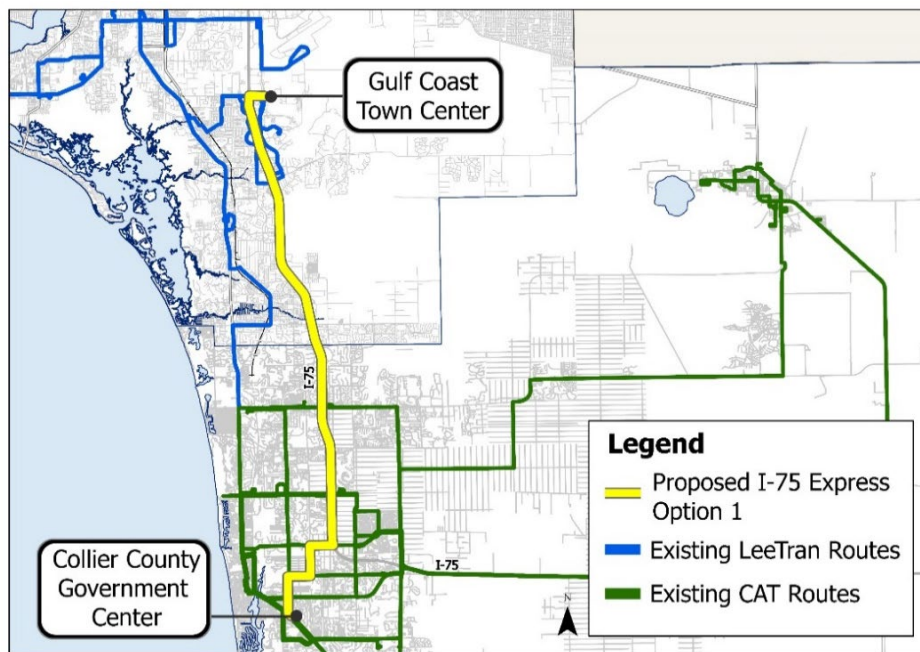 Gulf Coast
Town Center
I-75
Legend
Proposed I-75 Express
Option 1
Existing LeeTran Routes
Existing CAT Routes
Collier County
Government
Center
I-75
N